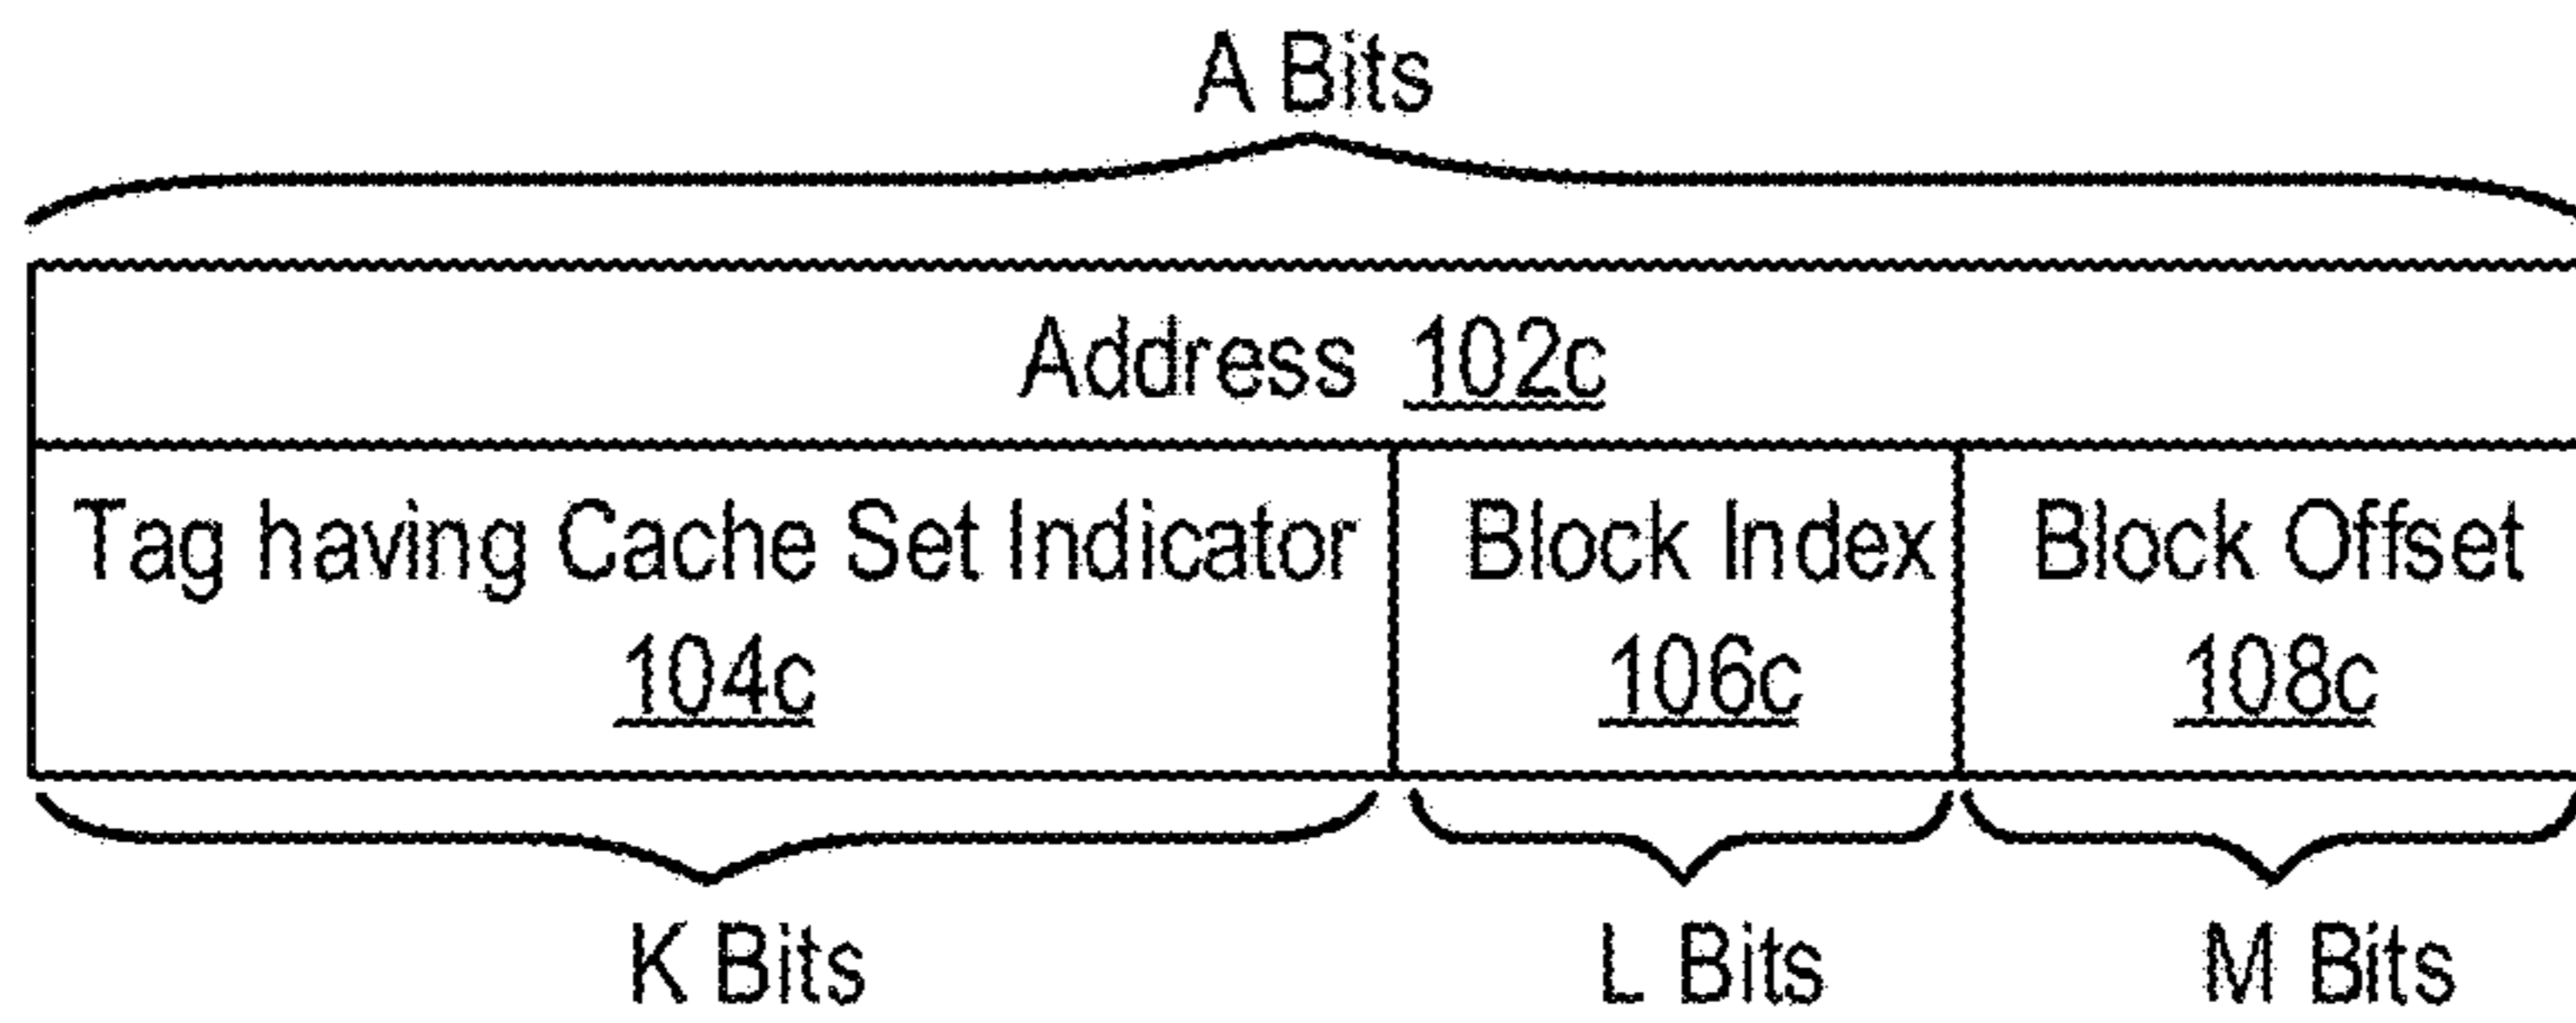 A Bits
Address 102c
Tag having Cache Set Indicator Block Index Block Offset
104c 106c 108c
K Bits L Bits M Bits